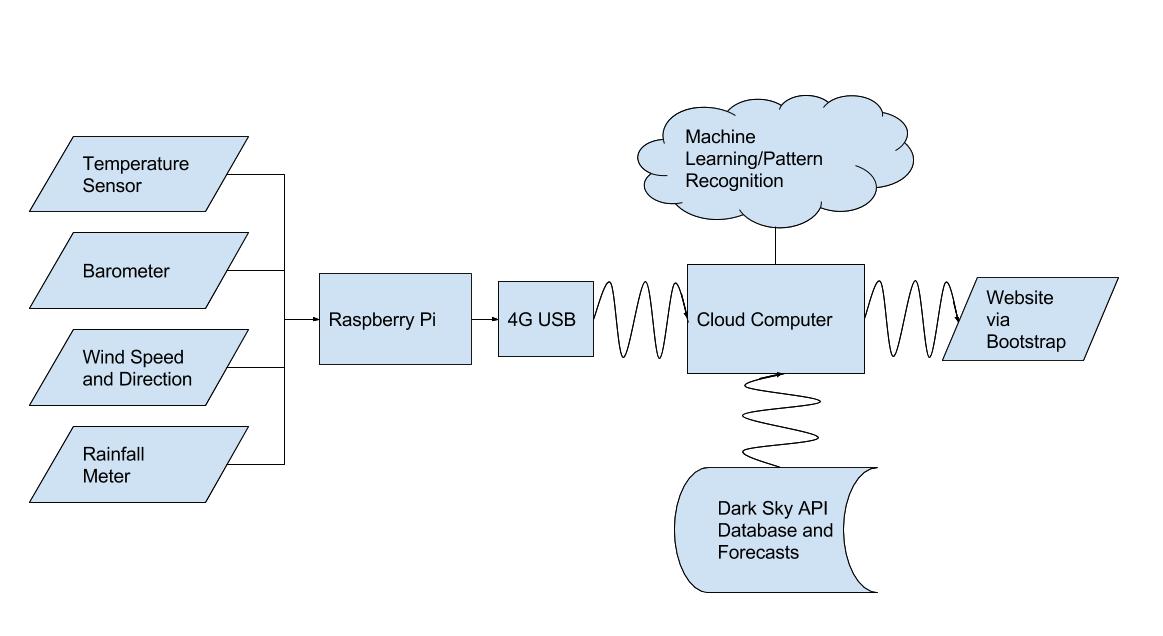 Temperature
Sensor
Barometer
Wind Speed
and Direction
Rainfall
Meter
Raspberry Pi
4G USB
Machine
Learning/Pattern
Recognition
Cloud Computer
Dark Sky API
Database and
Forecasts
Website
via
Bootstrap